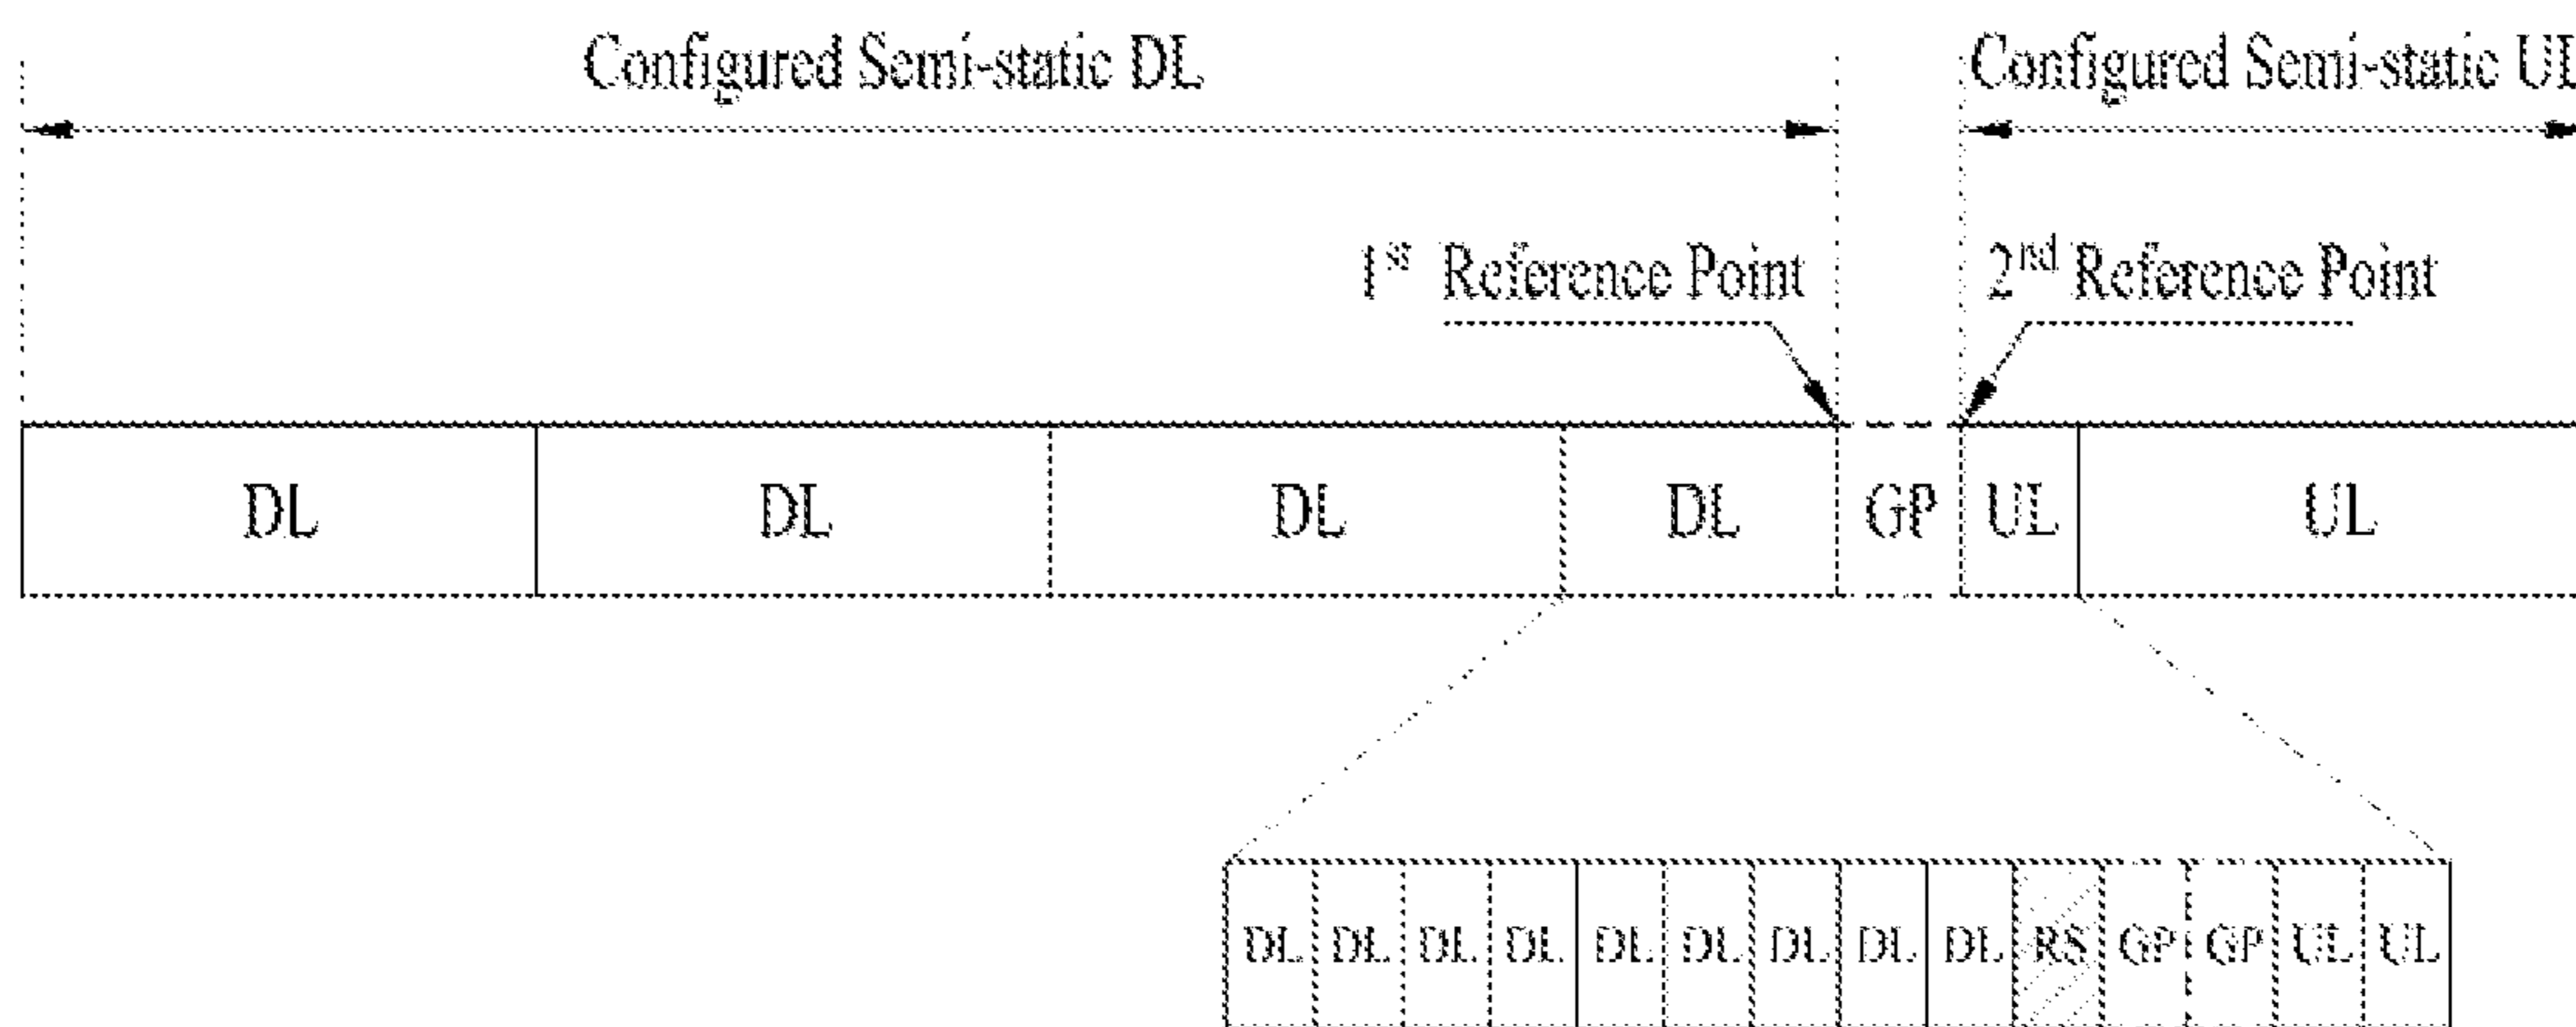 Configured Semi-static DL Configured Semi-static UL
1st Reference Point 2nd Reference Point
DL DL DL DL GP UL UL
DL DL DL DL DL DL DL DL DL RS GP GP UL UL